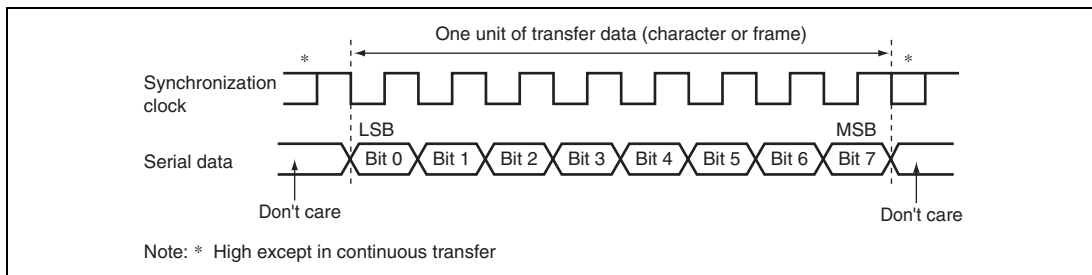 One unit of transfer data (character or frame)
* *
Synchronization
clock
LSB MSB
Serial data Bit 0 Bit 1 Bit 2 Bit 3 Bit 4 Bit 5 Bit 6 Bit 7
Don't care Don't care
Note: * High except in continuous transfer